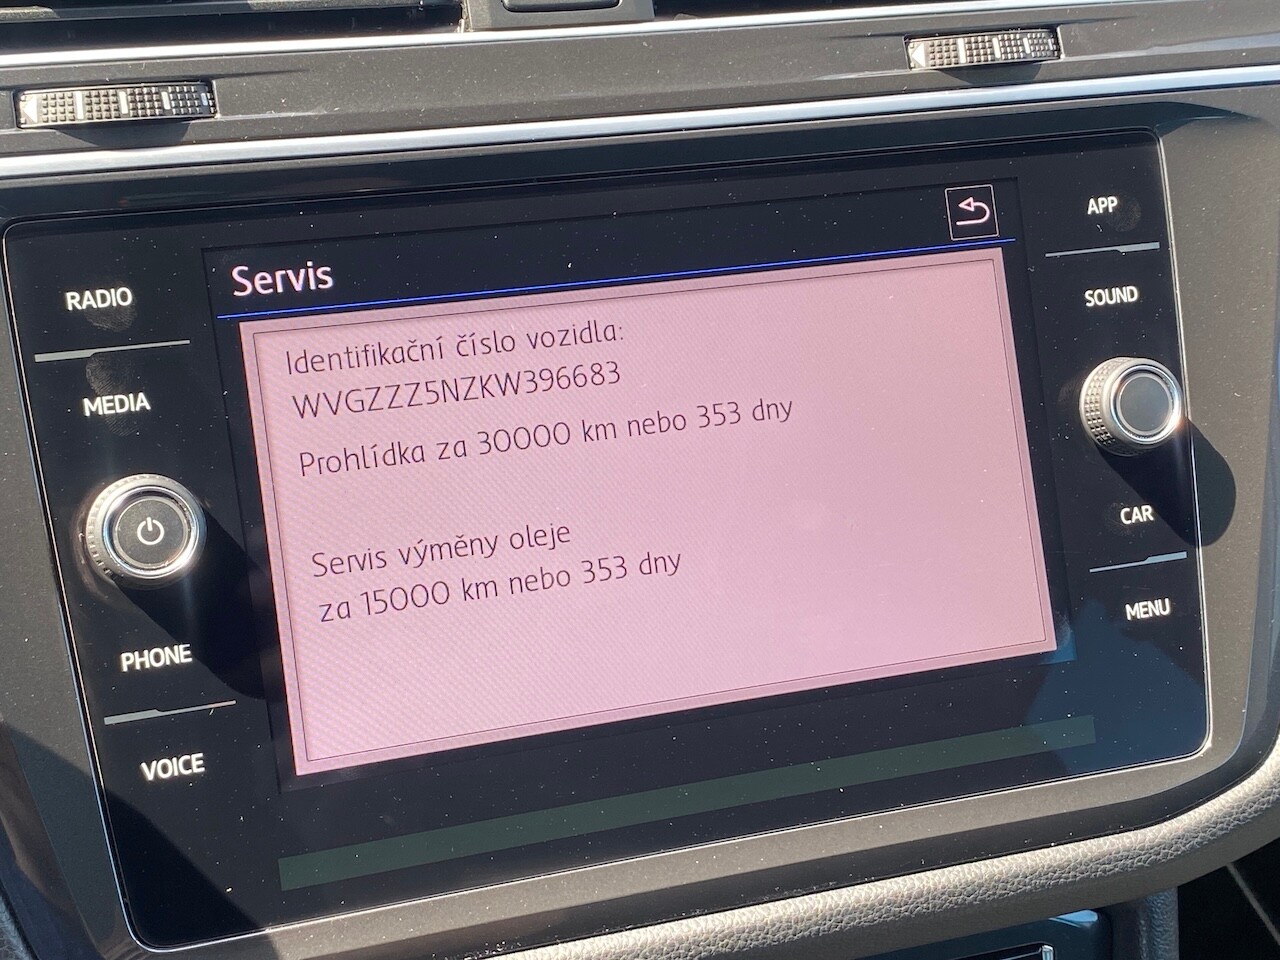 Servis
Identifikační číslo vozidla:
WVGZZZ5NZKW396683
Prohlídka za 30000 km nebo 353 dny
Servis výměny oleje
za 15000 km nebo 353 dny
RADIO
MEDIA
PHONE
VOICE
APP
SOUND
CAR
MENU